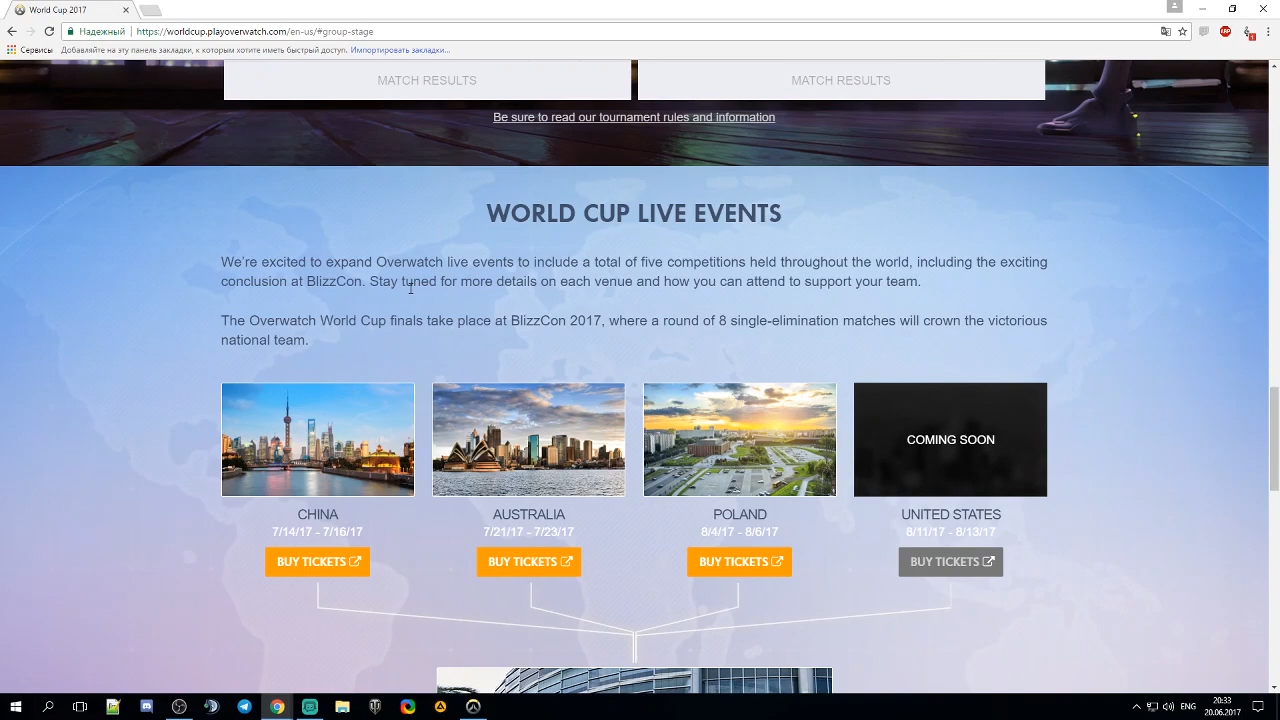 World Cup 2017
Надежный
https://worldcup.playoverwatch.com/en-us/#group-stage
Сервисы
Добавляйте на эту панель закладки, к которым хотите иметь быстрый доступ. Импортировать закладки...
MATCH RESULTS
MATCH RESULTS
Be sure to read our tournament rules and information
WORLD CUP LIVE EVENTS
We're excited to expand Overwatch live events to include a total of five competitions held throughout the world, including the exciting
conclusion at BlizzCon. Stay tuned for more details on each venue and how you can attend to support your team.
The Overwatch World Cup finals take place at BlizzCon 2017, where a round of 8 single-elimination matches will crown the victorious
national team.
COMING SOON
CHINA
7/14/17 - 7/16/17
BUY TICKETS
AUSTRALIA
7/21/17 - 7/23/17
BUY TICKETS
POLAND
8/4/17 - 8/6/17
BUY TICKETS
UNITED STATES
8/11/17 - 8/13/17
BUY TICKETS
ENG
20:33
20.06.2017